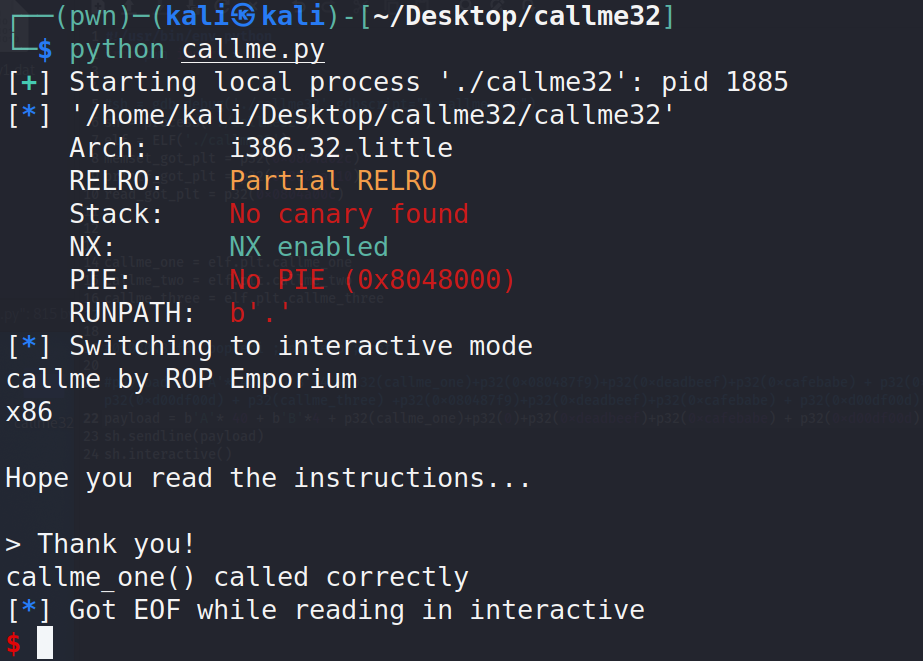 ┌──(pwn)─(kali㉿kali)-[~/Desktop/callme32]
└─$ python callme.py
[+] Starting local process './callme32': pid 1885
[*] '/home/kali/Desktop/callme32/callme32'
Arch: i386-32-little
RELRO: Partial RELRO
Stack: No canary found
NX: NX enabled
PIE: No PIE (0x8048000)
RUNPATH: b'.'
[*] Switching to interactive mode
callme by ROP Emporium
x86
Hope you read the instructions...
> Thank you!
callme_one() called correctly
[*] Got EOF while reading in interactive
$